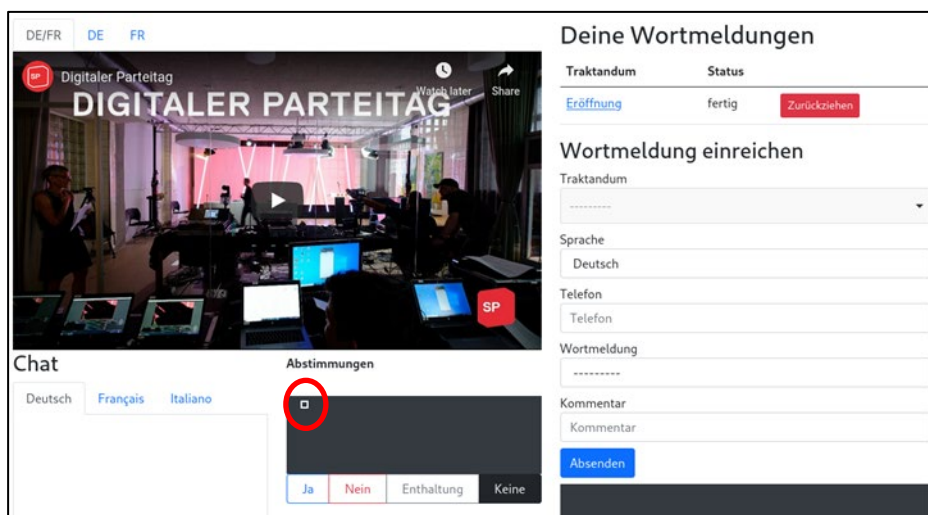 DE/FR DE FR
SP Digitaler Parteitag
Watch later Share
DIGITALER PARTEITAG
SP
Chat
Deutsch Français Italiano
Abstimmungen
Ja Nein Enthaltung Keine
Deine Wortmeldungen
Traktandum Status
Eröffnung fertig Zurückziehen
Wortmeldung einreichen
Traktandum
---------
Sprache
Deutsch
Telefon
Telefon
Wortmeldung
---------
Kommentar
Kommentar
Absenden